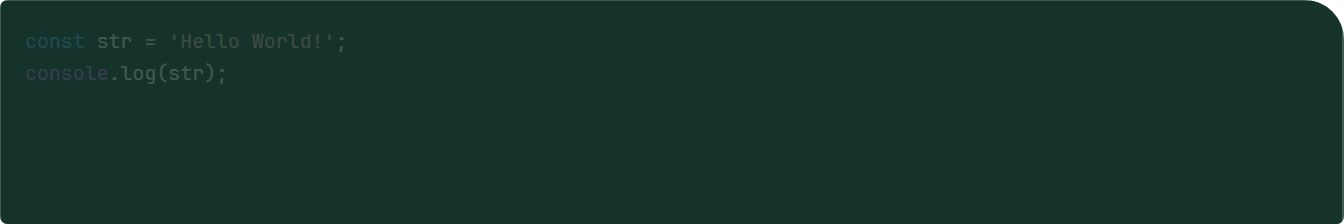 const str = 'Hello World!';
console.log(str);